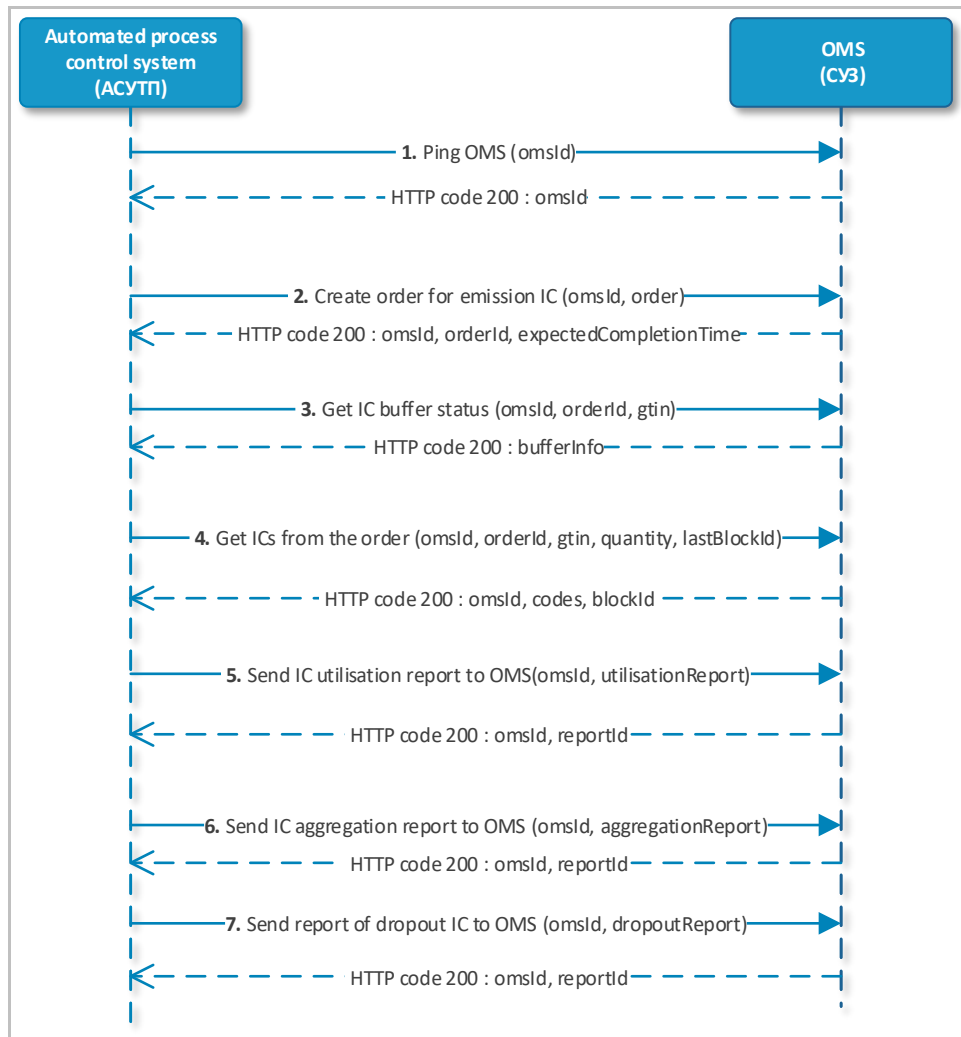 Automated process
control system
(АСУТП)
OMS
(СУЗ)
1. Ping OMS (omsId)
HTTP code 200 : omsId
2. Create order for emission IC (omsId, order)
HTTP code 200 : omsId, orderId, expectedCompletionTime
3. Get IC buffer status (omsId, orderId, gtin)
HTTP code 200 : bufferInfo
4. Get ICs from the order (omsId, orderId, gtin, quantity, lastBlockId)
HTTP code 200 : omsId, codes, blockId
5. Send IC utilisation report to OMS(omsId, utilisationReport)
HTTP code 200 : omsId, reportId
6. Send IC aggregation report to OMS (omsId, aggregationReport)
HTTP code 200 : omsId, reportId
7. Send report of dropout IC to OMS (omsId, dropoutReport)
HTTP code 200 : omsId, reportId